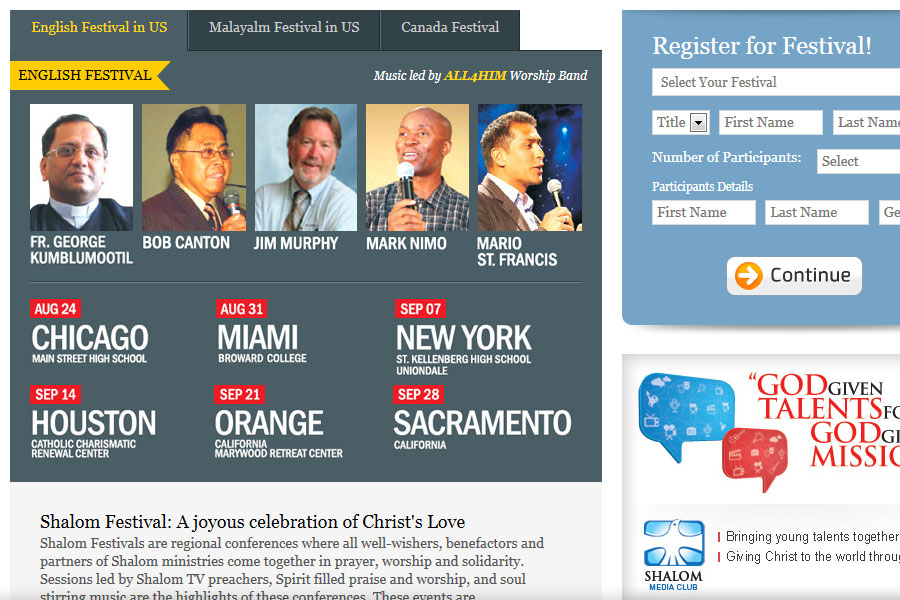 English Festival in US
Malayalm Festival in US
Canada Festival
ENGLISH FESTIVAL
Music led by ALL4HIM Worship Band
FR. GEORGE
KUMBLUMOOTIL
BOB CANTON
JIM MURPHY
MARK NIMO
MARIO
ST. FRANCIS
AUG 24
CHICAGO
MAIN STREET HIGH SCHOOL
AUG 31
MIAMI
BROWARD COLLEGE
SEP 07
NEW YORK
ST. KELLENBERG HIGH SCHOOL
UNIONDALE
SEP 14
HOUSTON
CATHOLIC CHARISMATIC
RENEWAL CENTER
SEP 21
ORANGE
CALIFORNIA
MARYWOOD RETREAT CENTER
SEP 28
SACRAMENTO
CALIFORNIA
Shalom Festival: A joyous celebration of Christ's Love
Shalom Festivals are regional conferences where all well-wishers, benefactors and
partners of Shalom ministries come together in prayer, worship and solidarity.
Sessions led by Shalom TV preachers, Spirit filled praise and worship, and soul
stirring music are the highlights of these conferences. These events are
Register for Festival!
Select Your Festival
Title
First Name
Last Name
Number of Participants:
Select
Participants Details
First Name
Last Name
Ge
Continue
“GODGIVEN
TALENTSFO
GODGI
MISSIO
SHALOM
MEDIA CLUB
Bringing young talents together
Giving Christ to the world throu